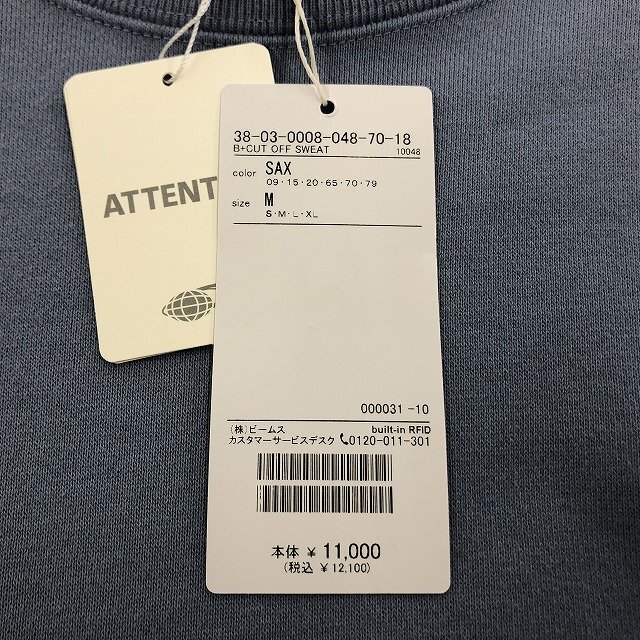 ATTENT
38-03-0008-048-70-18
B+CUT OFF SWEAT 10048
color SAX
09・15・20・65・70・79
size M
S・M・L・XL
000031 -10
(株)ビームス built-in RFID
カスタマーサービスデスク 0120-011-301
本体 ¥ 11,000
(税込 ¥ 12,100)